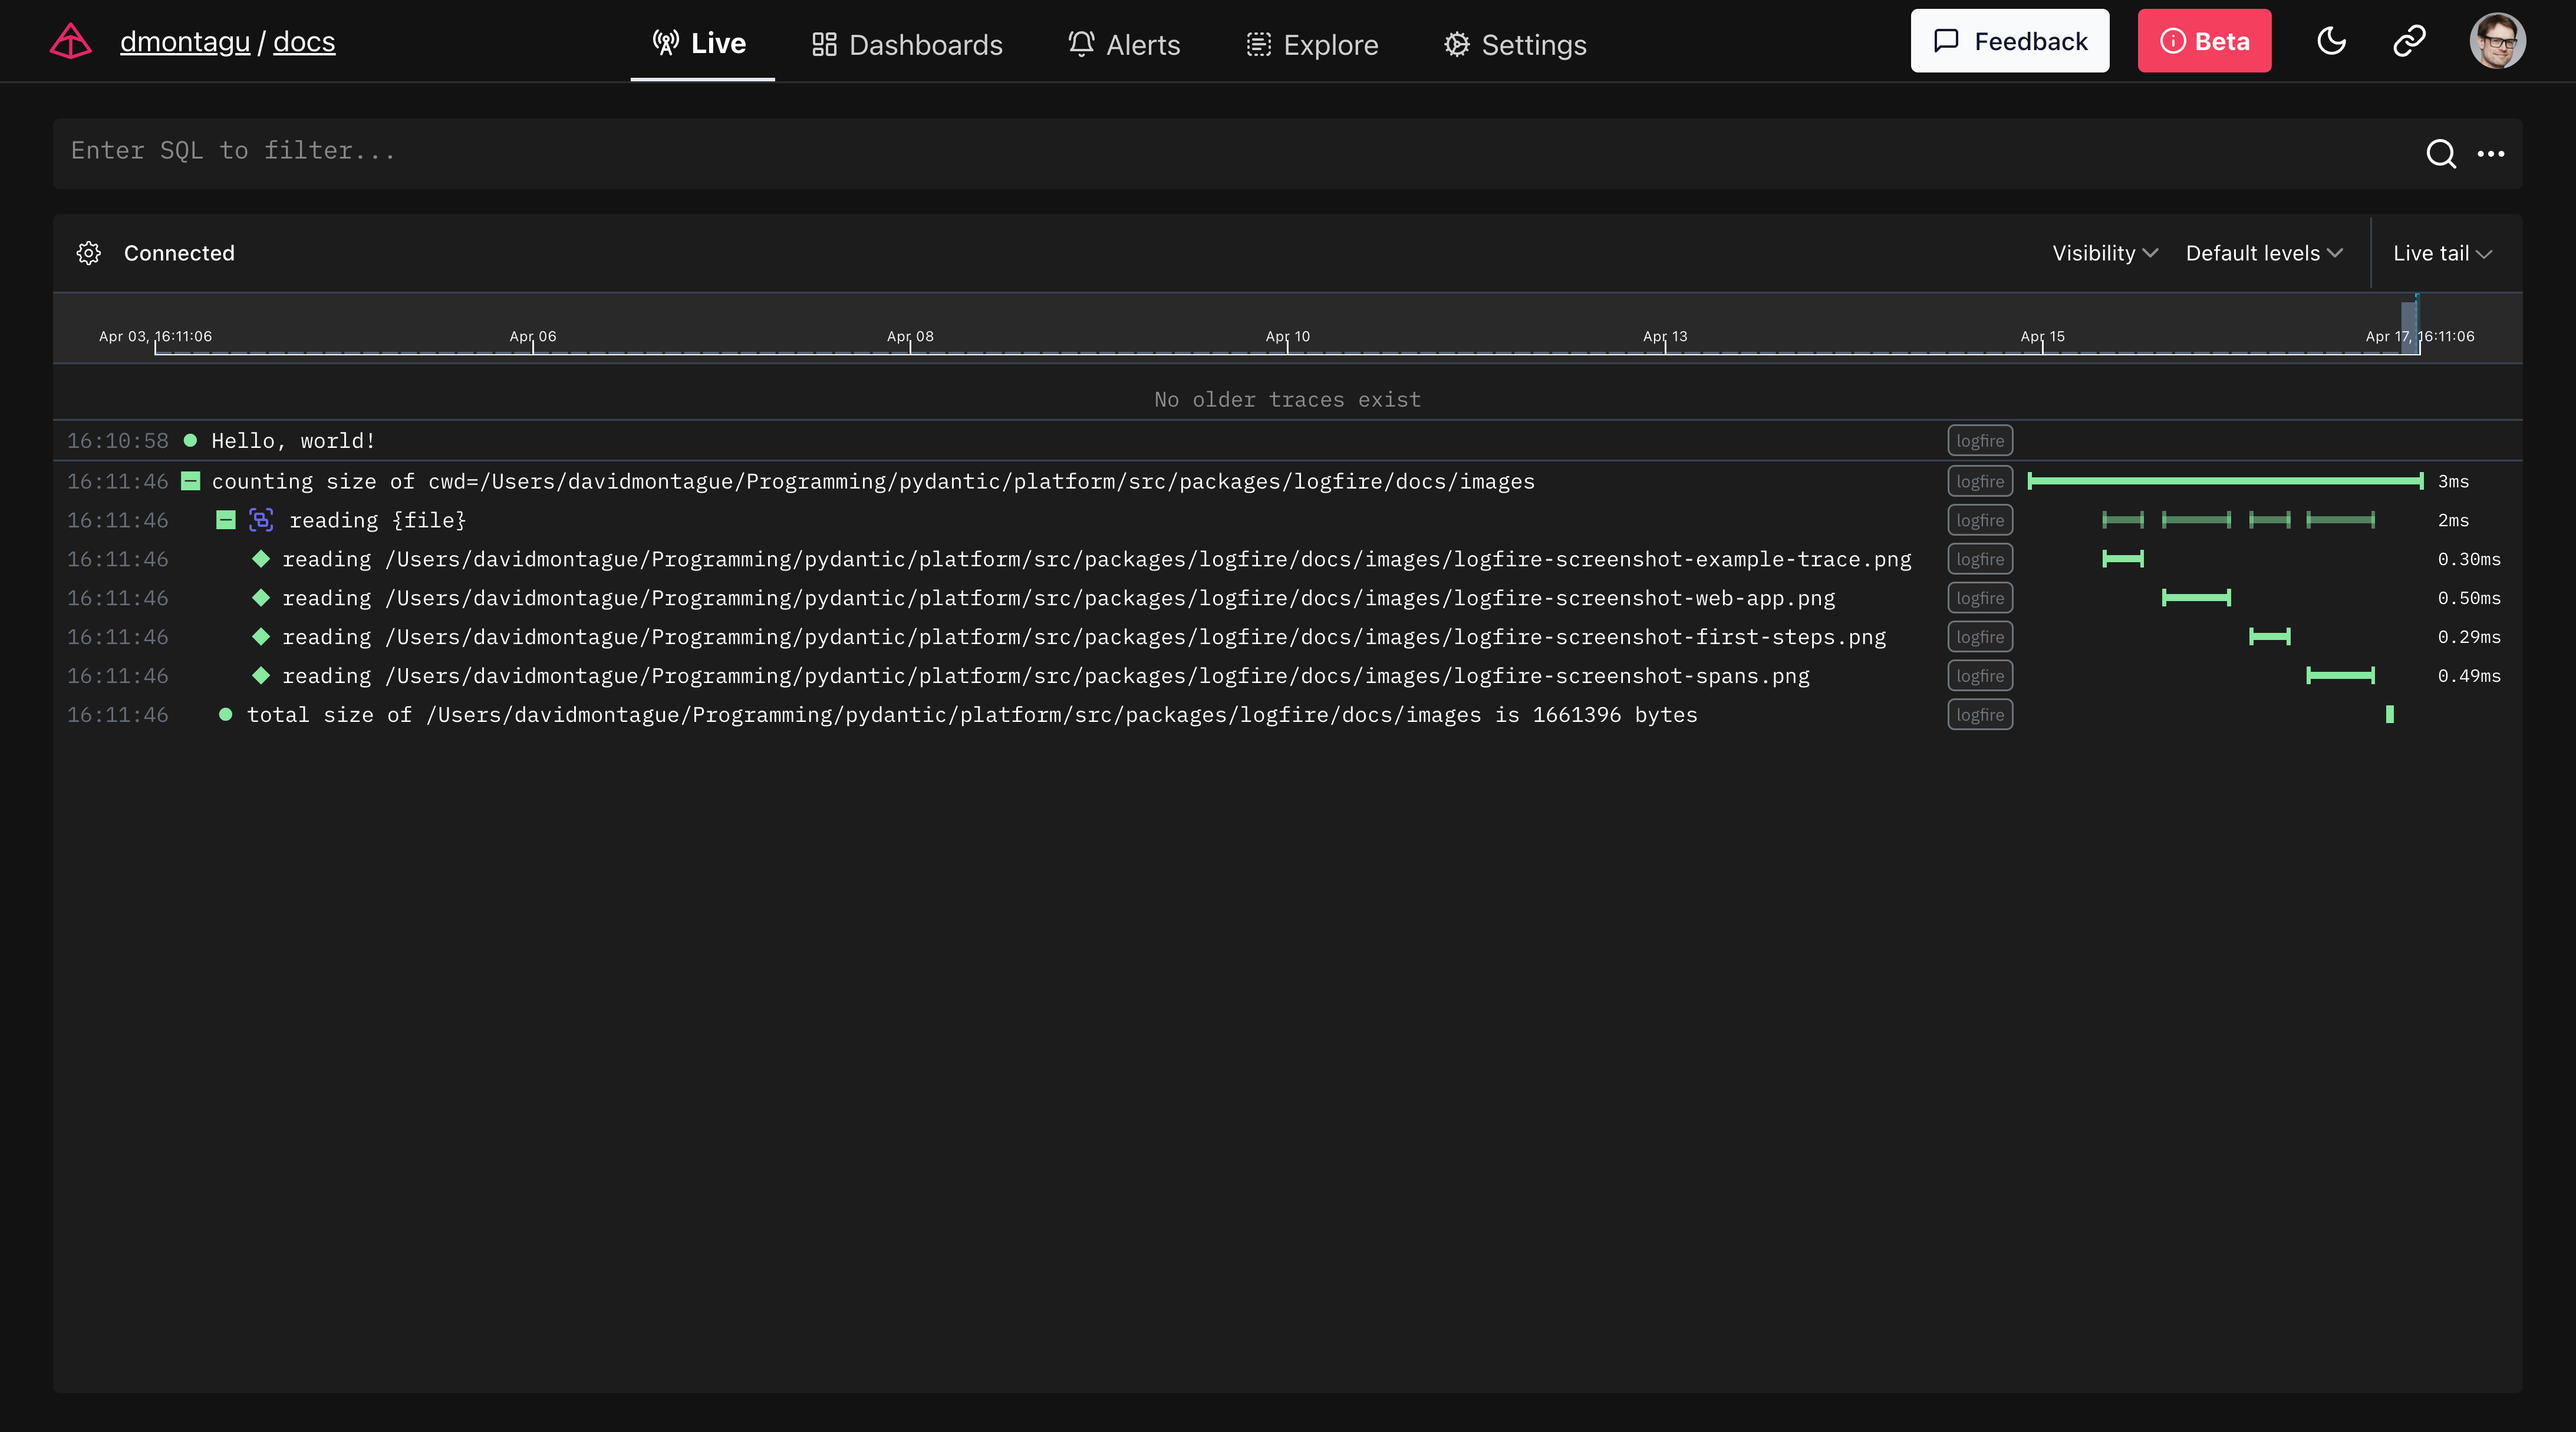 dmontagu / docs Live Dashboards Alerts Explore Settings Feedback Beta
Enter SQL to filter...
Connected Visibility Default levels Live tail
Apr 03, 16:11:06 Apr 06 Apr 08 Apr 10 Apr 13 Apr 15 Apr 17, 16:11:06
No older traces exist
16:10:58 Hello, world! logfire
16:11:46 counting size of cwd=/Users/davidmontague/Programming/pydantic/platform/src/packages/logfire/docs/images logfire 3ms
16:11:46 reading {file} logfire 2ms
16:11:46 reading /Users/davidmontague/Programming/pydantic/platform/src/packages/logfire/docs/images/logfire-screenshot-example-trace.png logfire 0.30ms
16:11:46 reading /Users/davidmontague/Programming/pydantic/platform/src/packages/logfire/docs/images/logfire-screenshot-web-app.png logfire 0.50ms
16:11:46 reading /Users/davidmontague/Programming/pydantic/platform/src/packages/logfire/docs/images/logfire-screenshot-first-steps.png logfire 0.29ms
16:11:46 reading /Users/davidmontague/Programming/pydantic/platform/src/packages/logfire/docs/images/logfire-screenshot-spans.png logfire 0.49ms
16:11:46 total size of /Users/davidmontague/Programming/pydantic/platform/src/packages/logfire/docs/images is 1661396 bytes logfire